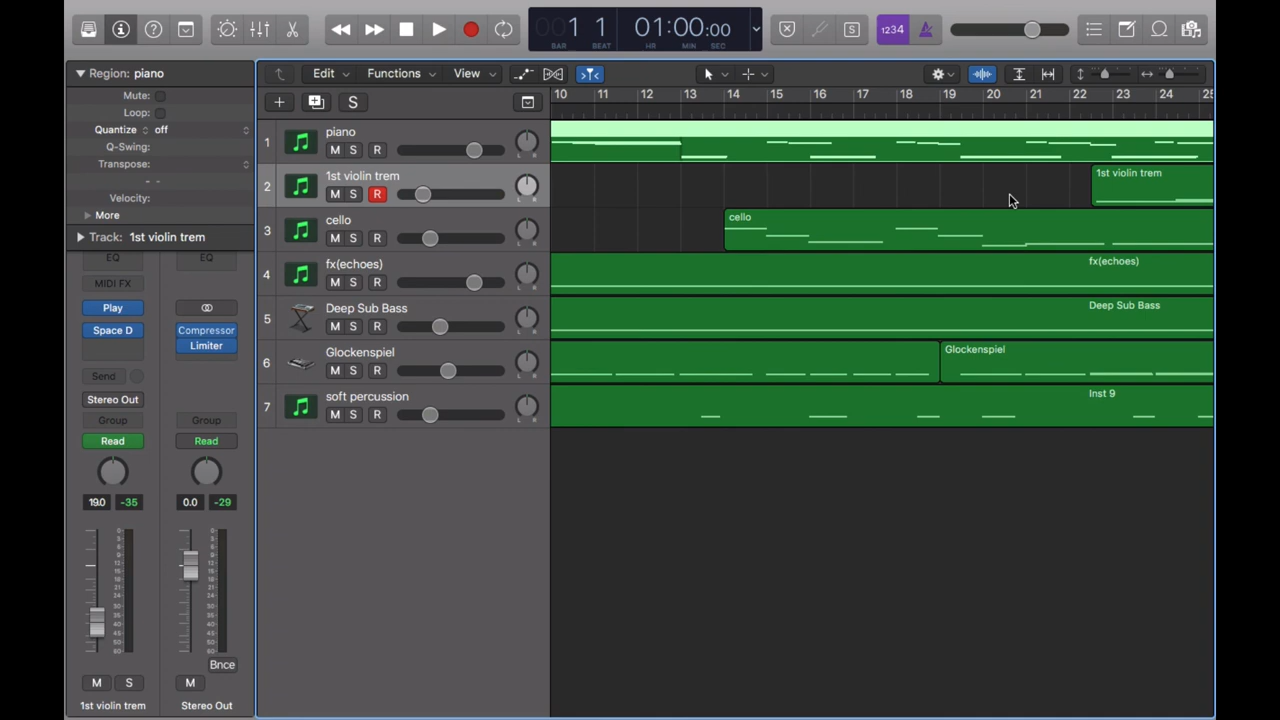 1 1 01:00:00
BAR BEAT HR MIN SEC
S 1234
Region: piano
Mute:
Loop:
Quantize off
Q-Swing:
Transpose:
Velocity:
More
Track: 1st violin trem
EQ EQ
MIDI FX
Play
Space D Compressor
Limiter
Send
Stereo Out
Group Group
Read Read
19.0 -35 0.0 -29
Bnce
M S M
1st violin trem Stereo Out
Edit Functions View
S
10 11 12 13 14 15 16 17 18 19 20 21 22 23 24 25
1 piano
M S R
2 1st violin trem
M S R
1st violin trem
3 cello
M S R
cello
4 fx(echoes)
M S R
fx(echoes)
5 Deep Sub Bass
M S R
Deep Sub Bass
6 Glockenspiel
M S R
Glockenspiel
7 soft percussion
M S R
Inst 9